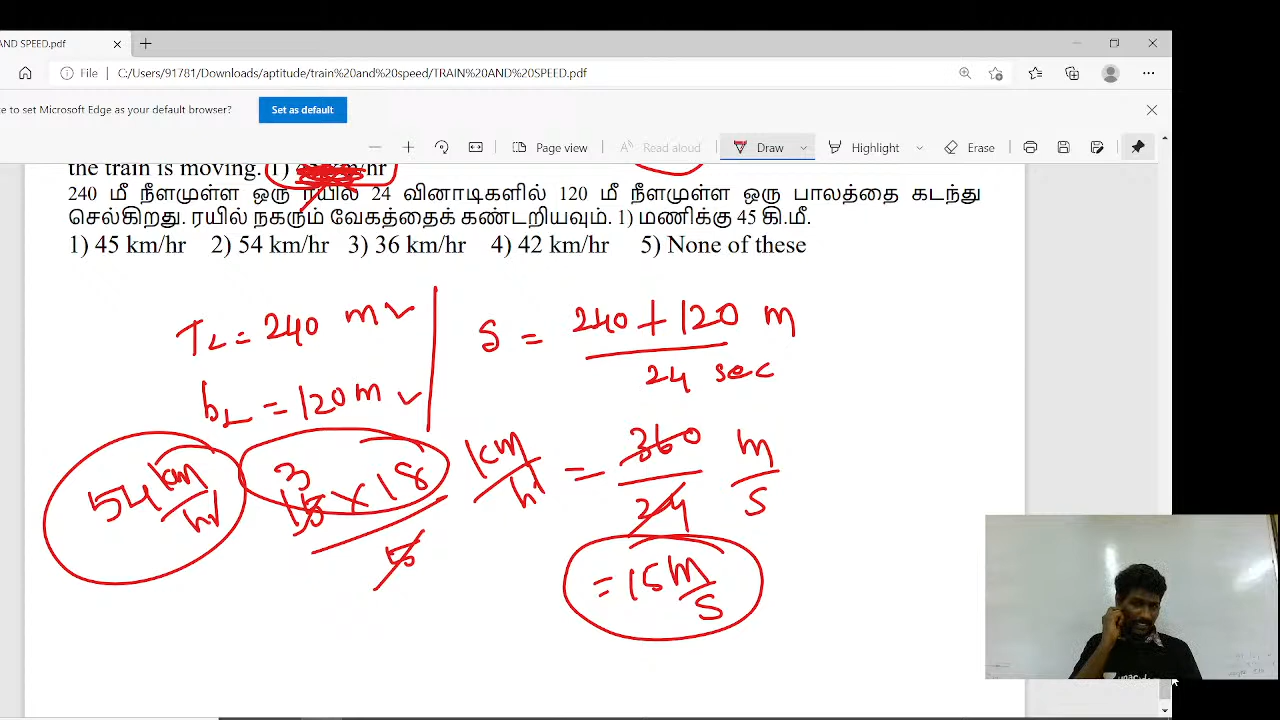 AND SPEED.pdf
File C:/Users/91781/Downloads/aptitude/train%20and%20speed/TRAIN%20AND%20SPEED.pdf
e to set Microsoft Edge as your default browser? Set as default
Page view Read aloud Draw Highlight Erase
the train is moving. 1) km/hr
240 மீ நீளமுள்ள ஒரு ரயில் 24 வினாடிகளில் 120 மீ நீளமுள்ள ஒரு பாலத்தை கடந்து
செல்கிறது. ரயில் நகரும் வேகத்தைக் கண்டறியவும். 1) மணிக்கு 45 கி.மீ.
1) 45 km/hr 2) 54 km/hr 3) 36 km/hr 4) 42 km/hr 5) None of these
TL = 240 m
bL = 120 m
S = 240 + 120 m
24 sec
54 km/hr 3 15 × 18 km/hr = 360 m
5 24 s
= 15 m/s